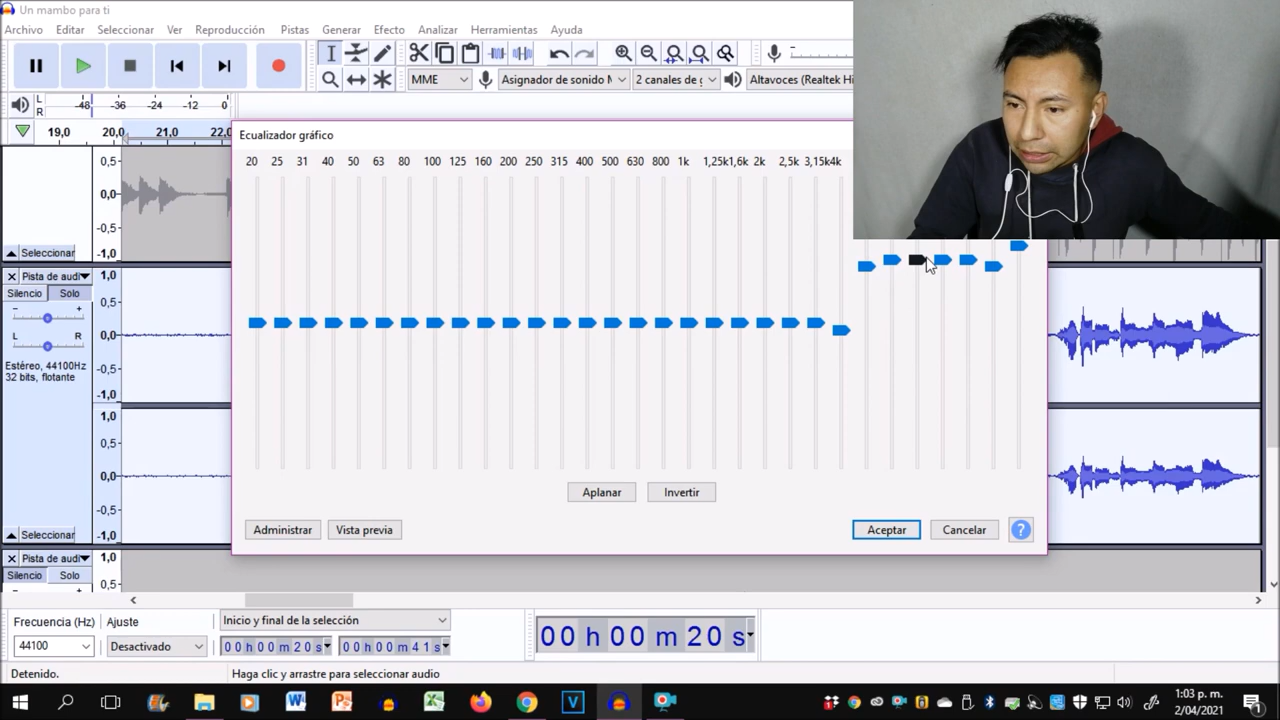 Un mambo para ti
Archivo Editar Seleccionar Ver Reproducción Pistas Generar Efecto Analizar Herramientas Ayuda
MME Asignador de sonido M 2 canales de g Altavoces (Realtek Hi
L
R
-48 -36 -24 -12 0
19,0 20,0 21,0 22,0
Ecualizador gráfico
20 25 31 40 50 63 80 100 125 160 200 250 315 400 500 630 800 1k 1,25k 1,6k 2k 2,5k 3,15k 4k
0,5
0,0
-0,5
-1,0
Seleccionar
Pista de audi
Silencio Solo
L R
Estéreo, 44100Hz
32 bits, flotante
1,0
0,5
0,0
-0,5
-1,0
1,0
0,5
0,0
-0,5
-1,0
Seleccionar
Aplanar Invertir
Administrar Vista previa Aceptar Cancelar ?
Pista de audi
Silencio Solo
1,0
0,5
Frecuencia (Hz) Ajuste Inicio y final de la selección
44100 Desactivado 00 h 00 m 20 s 00 h 00 m 41 s
00 h 00 m 20 s
Detenido. Haga clic y arrastre para seleccionar audio
1:03 p. m.
2/04/2021